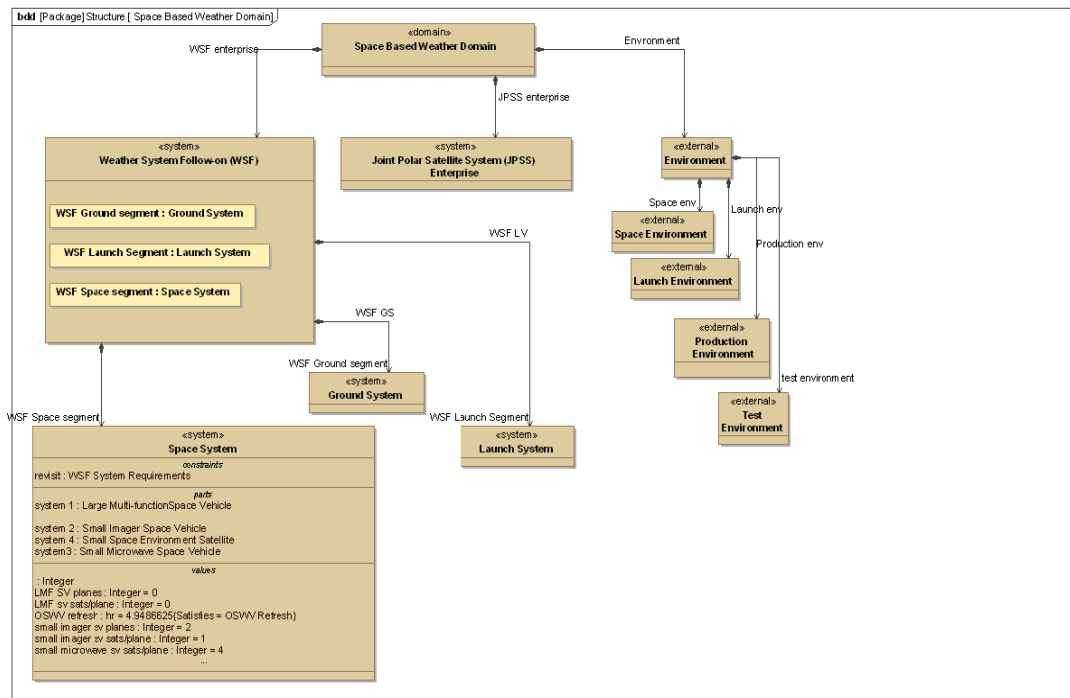 bdd [Package] Structure [ Space Based Weather Domain]
«domain»
Space Based Weather Domain
WSF enterprise
Environment
JPSS enterprise
«system»
Weather System Follow-on (WSF)
WSF Ground segment : Ground System
WSF Launch Segment : Launch System
WSF Space segment : Space System
«system»
Joint Polar Satellite System (JPSS)
Enterprise
«external»
Environment
Space env
Launch env
«external»
Space Environment
Production env
«external»
Launch Environment
«external»
Production
Environment
test environment
«external»
Test
Environment
WSF LV
WSF GS
WSF Ground segment
«system»
Ground System
WSF Space segment
WSF Launch Segment
«system»
Launch System
«system»
Space System
constraints
revisit : WSF System Requirements
parts
system 1 : Large Multi-functionSpace Vehicle
system 2 : Small Imager Space Vehicle
system 4 : Small Space Environment Satellite
system3 : Small Microwave Space Vehicle
values
: Integer
LMF SV planes : Integer = 0
LMF sv sats/plane : Integer = 0
OSWV refresh : hr = 4.9486625{Satisfies = OSWV Refresh}
small imager sv planes : Integer = 2
small imager sv sats/plane : Integer = 1
small microwave sv sats/plane : Integer = 4
...